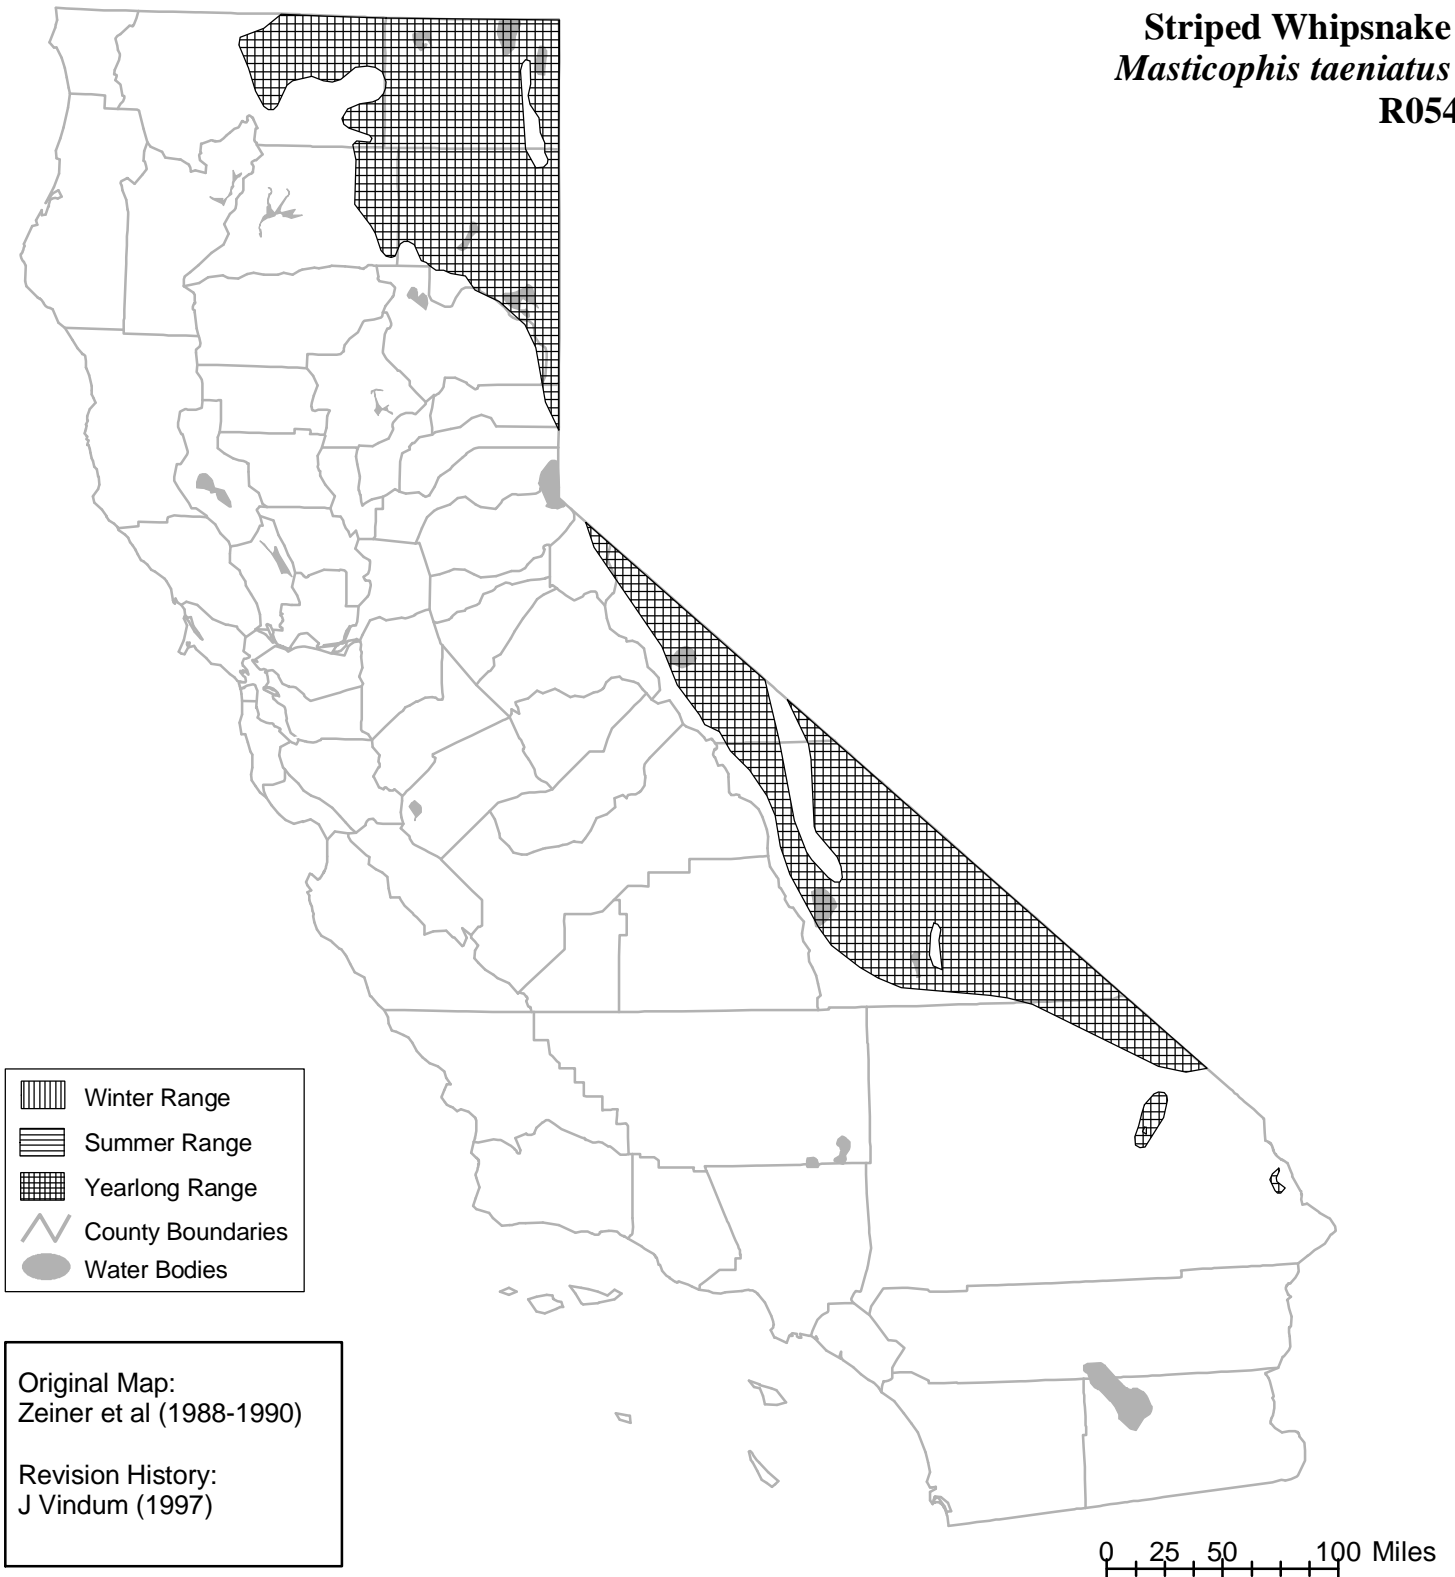 Striped Whipsnake
Masticophis taeniatus
R054
Winter Range
Summer Range
Yearlong Range
County Boundaries
Water Bodies
Original Map:
Zeiner et al (1988-1990)
Revision History:
J Vindum (1997)
0 25 50 100 Miles